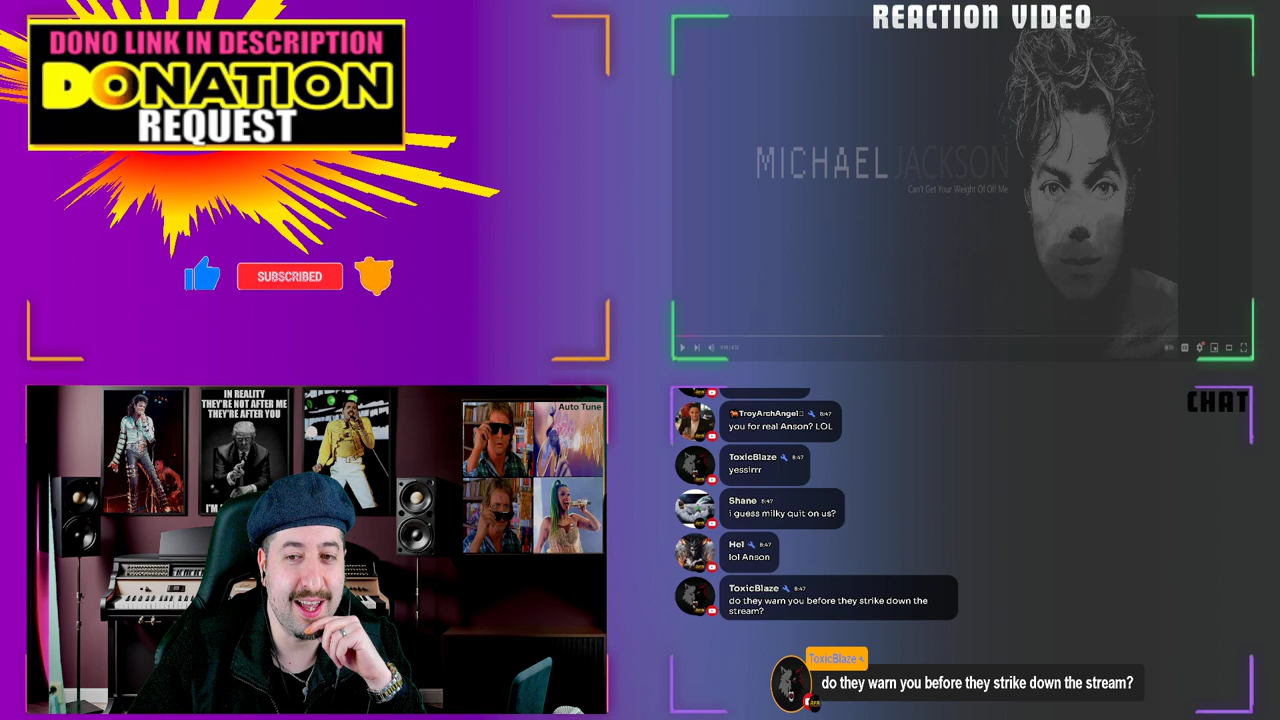 DONO LINK IN DESCRIPTION
DONATION
REQUEST
SUBSCRIBED
REACTION VIDEO
MICHAEL JACKSON
Can't Get Your Weight Of Off Me
IN REALITY
THEY'RE NOT AFTER ME
THEY'RE AFTER YOU
I'M
Auto Tune
CHAT
TroyArchAngel 8:47
you for real Anson? LOL
ToxicBlaze 8:47
yessirrr
Shane 8:47
i guess milky quit on us?
Hel 8:47
lol Anson
ToxicBlaze 8:47
do they warn you before they strike down the
stream?
ToxicBlaze
do they warn you before they strike down the stream?